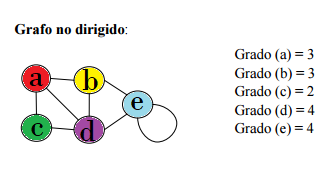 Grafo no dirigido:
a b e c d
Grado (a) = 3
Grado (b) = 3
Grado (c) = 2
Grado (d) = 4
Grado (e) = 4